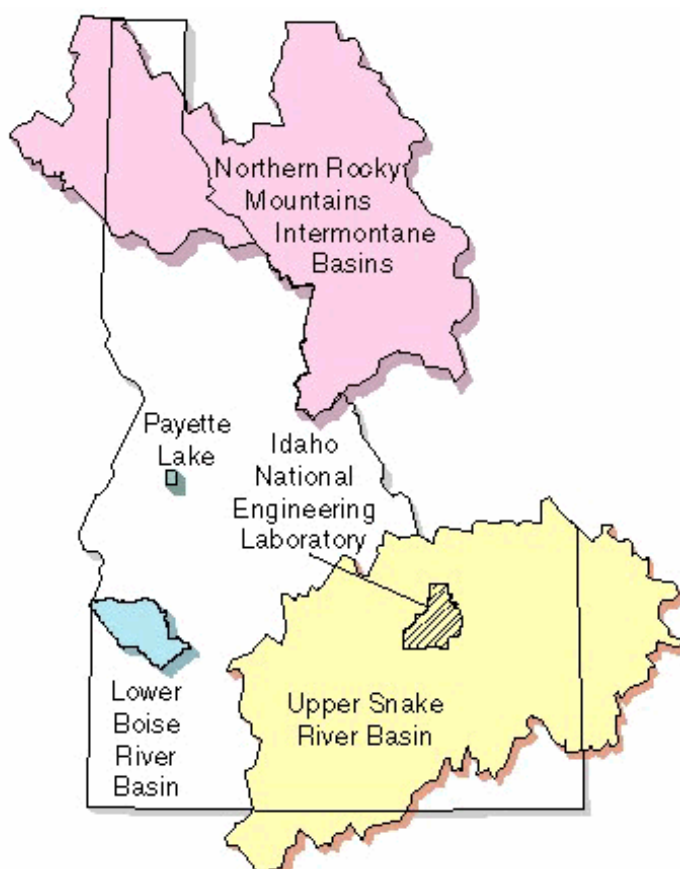 Northern Rocky
Mountains
Intermontane
Basins
Payette
Lake
Idaho
National
Engineering
Laboratory
Lower
Boise
River
Basin
Upper Snake
River Basin